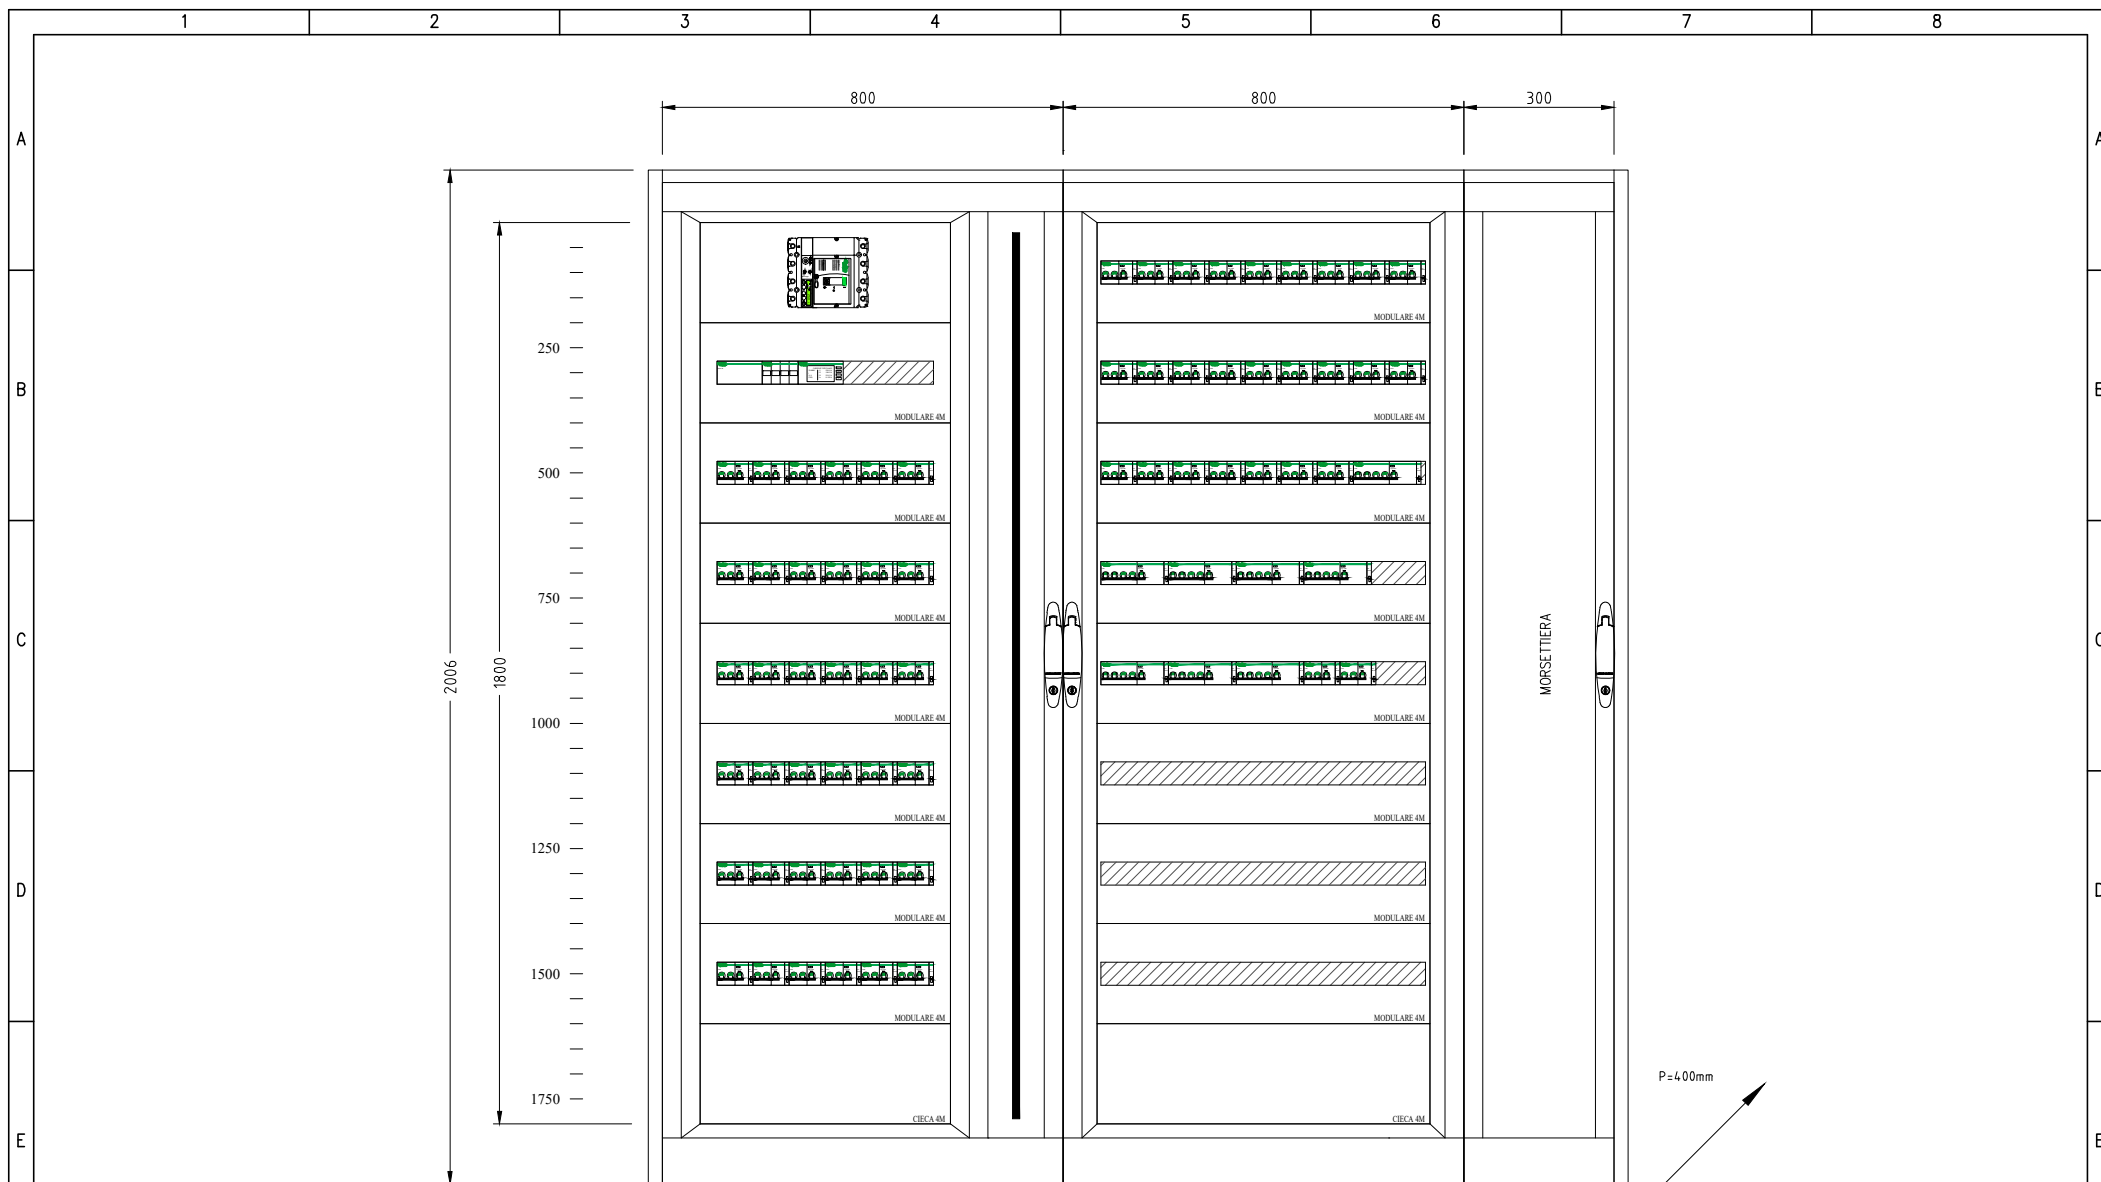 1 2 3 4 5 6 7 8
800 800 300
A A
MODULARE 4M
250
B B
MODULARE 4M MODULARE 4M
500
MODULARE 4M MODULARE 4M
750
MODULARE 4M MODULARE 4M
C C
2006
1800
MORSETTIERA
1000
MODULARE 4M MODULARE 4M
MODULARE 4M MODULARE 4M
1250
D D
MODULARE 4M MODULARE 4M
1500
MODULARE 4M MODULARE 4M
P=400mm
1750
CIECA 4M CIECA 4M
E E